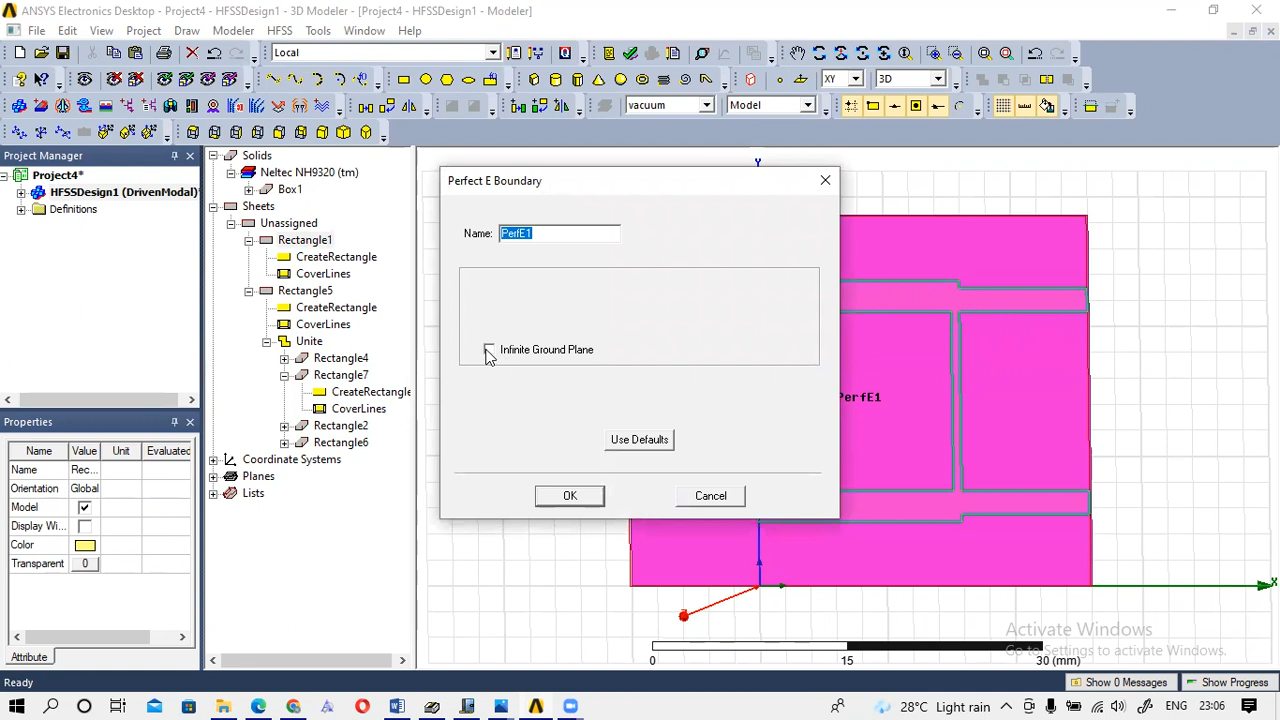 ANSYS Electronics Desktop - Project4 - HFSSDesign1 - 3D Modeler - [Project4 - HFSSDesign1 - Modeler]
File Edit View Project Draw Modeler HFSS Tools Window Help
Local
XY 3D
vacuum Model
Project Manager
Project4*
HFSSDesign1 (DrivenModal)*
Definitions
Properties
Name Value Unit Evaluated
Name Rec...
Orientation Global
Model
Display Wi...
Color
Transparent 0
Attribute
Solids
Neltec NH9320 (tm)
Box1
Sheets
Unassigned
Rectangle1
CreateRectangle
CoverLines
Rectangle5
CreateRectangle
CoverLines
Unite
Rectangle4
Rectangle7
CreateRectangle
CoverLines
Rectangle2
Rectangle6
Coordinate Systems
Planes
Lists
Perfect E Boundary
Name: PerfE1
Infinite Ground Plane
Use Defaults
OK Cancel
Y
PerfE1
X
Z
0 15 30 (mm)
Activate Windows
Go to Settings to activate Windows.
Ready
Show 0 Messages Show Progress
28°C Light rain ENG 23:06